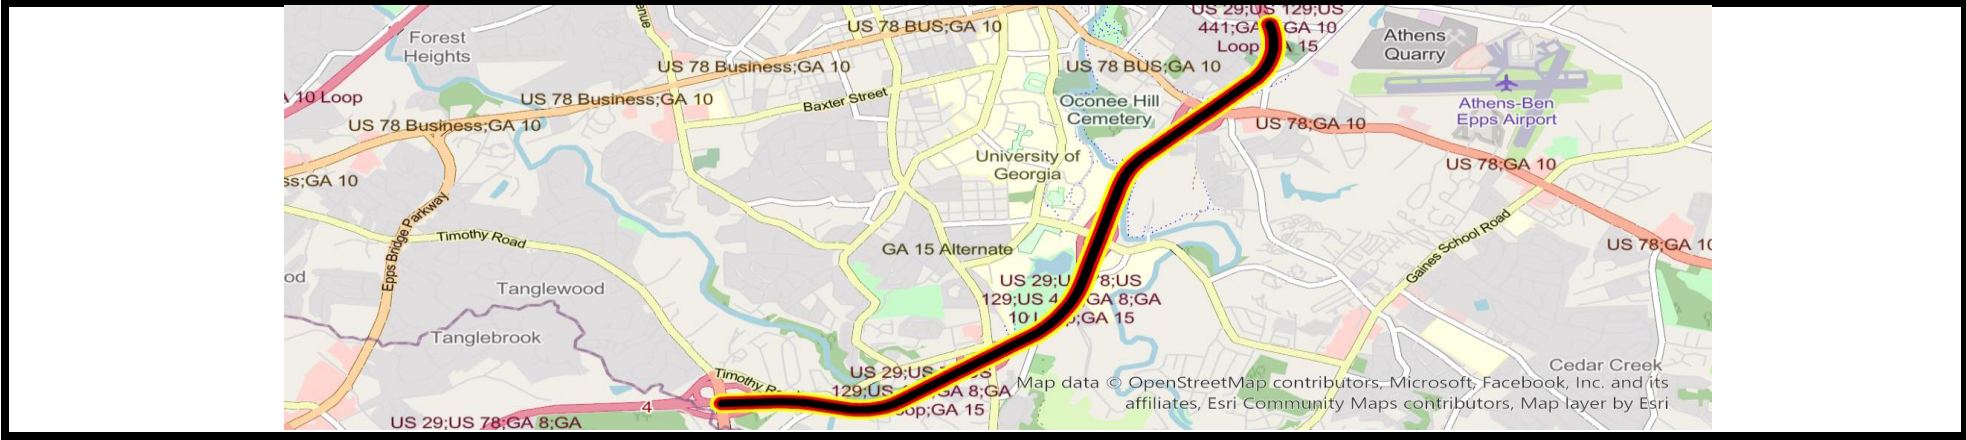 US 29;US 129;US
441;GA GA 10
Loop A 15
US 78 BUS;GA 10
Forest
Heights
Athens
Quarry
US 78 Business;GA 10
US 78 BUS;GA 10
A 10 Loop
US 78 Business;GA 10
Baxter Street
Oconee Hill
Cemetery
Athens-Ben
Epps Airport
US 78 Business;GA 10
US 78;GA 10
University of
Georgia
US 78;GA 10
ss;GA 10
Epps Bridge Parkway
Timothy Road
GA 15 Alternate
Gaines School Road
US 78;GA 10
od
Tanglewood
US 29;U 78;US
129;US 4 GA 8;GA
10 L p;GA 15
Tanglebrook
Cedar Creek
Timothy R
US 29;US US
129;US GA 8;GA
oop;GA 15
4
US 29;US 78;GA 8;GA
Map data © OpenStreetMap contributors, Microsoft, Facebook, Inc. and its
affiliates, Esri Community Maps contributors, Map layer by Esri